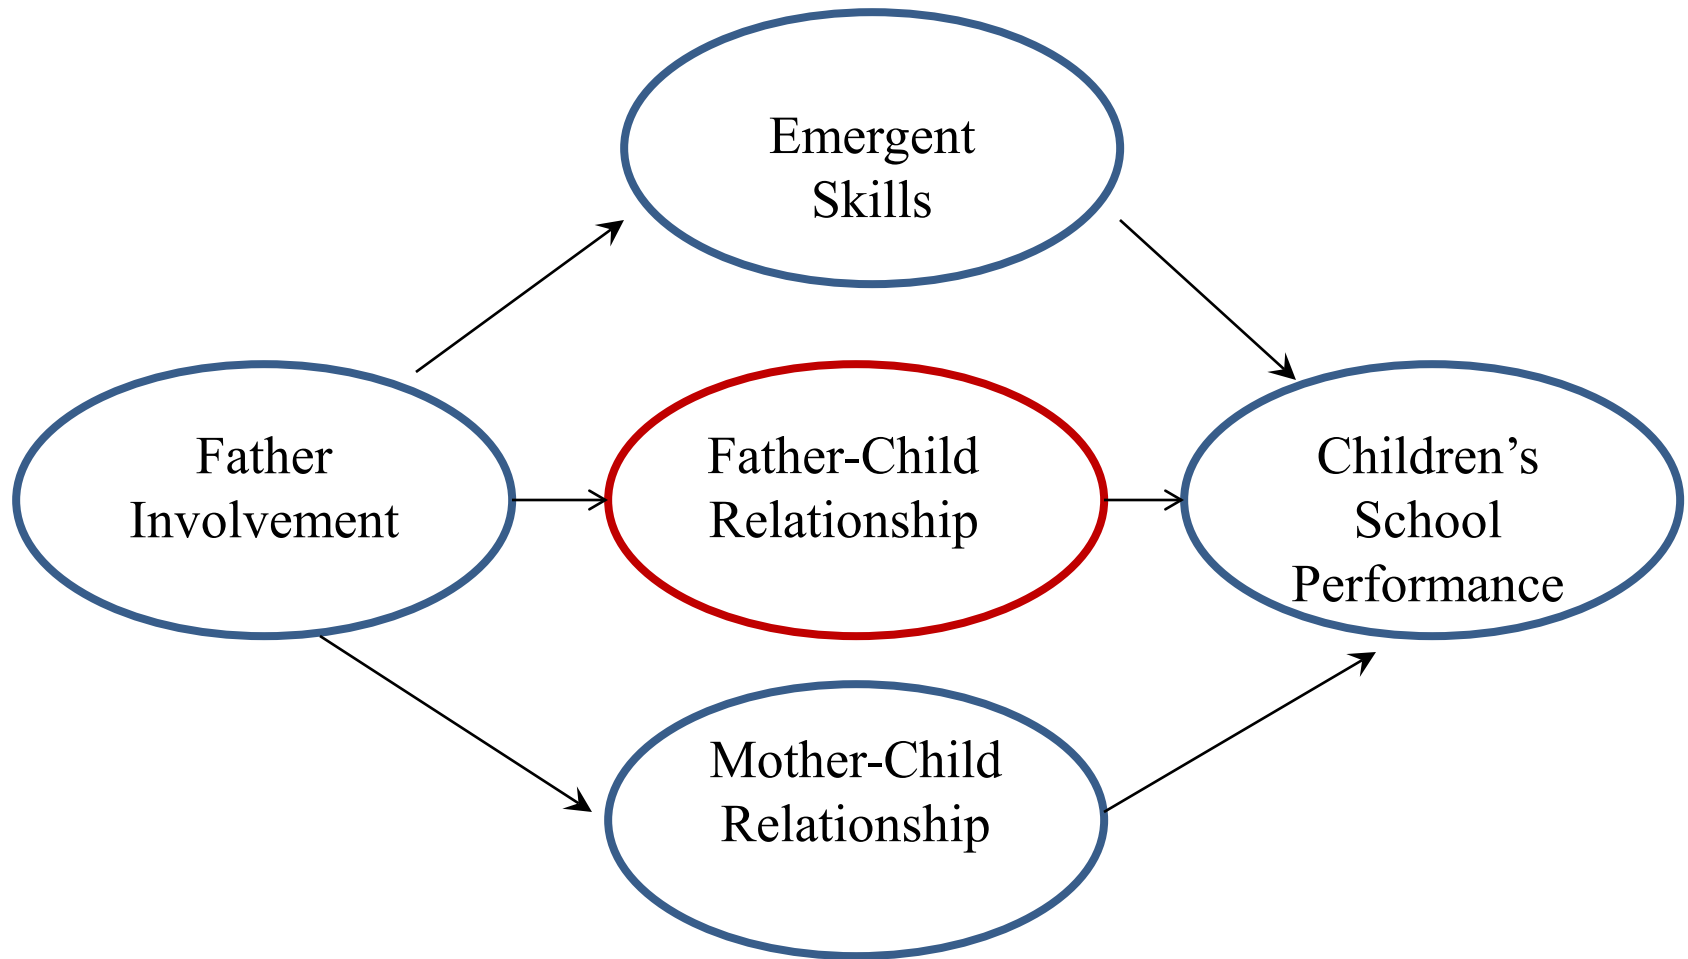 Emergent
Skills
Father
Involvement
Father-Child
Relationship
Children’s
School
Performance
Mother-Child
Relationship